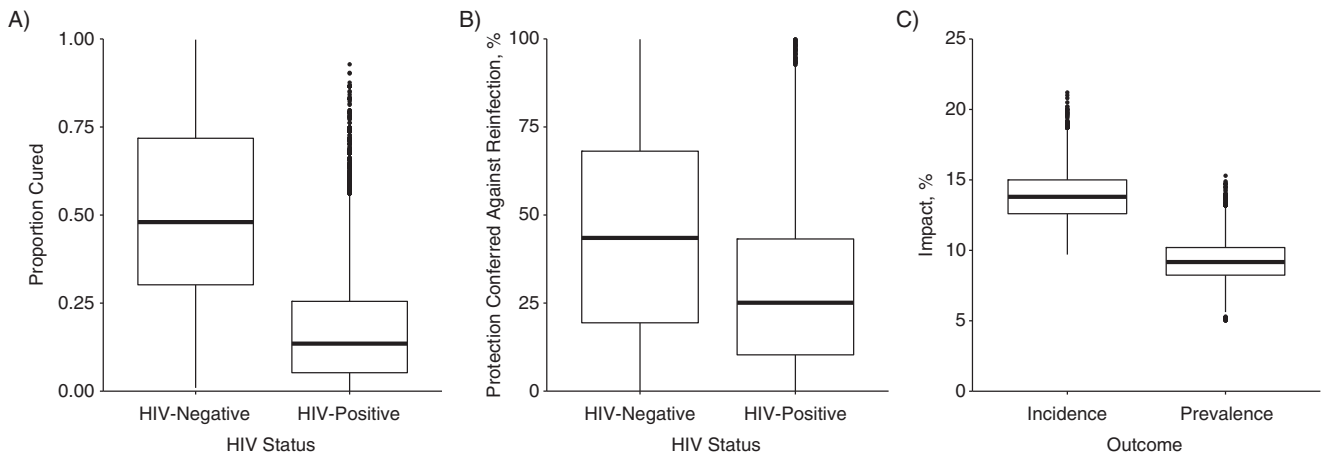 A)
1.00
0.75
0.50
0.25
0.00
Proportion Cured
HIV-Negative
HIV-Positive
HIV Status
B)
100
75
50
25
0
Protection Conferred Against Reinfection, %
HIV-Negative
HIV-Positive
HIV Status
C)
25
20
15
10
5
0
Impact, %
Incidence
Prevalence
Outcome